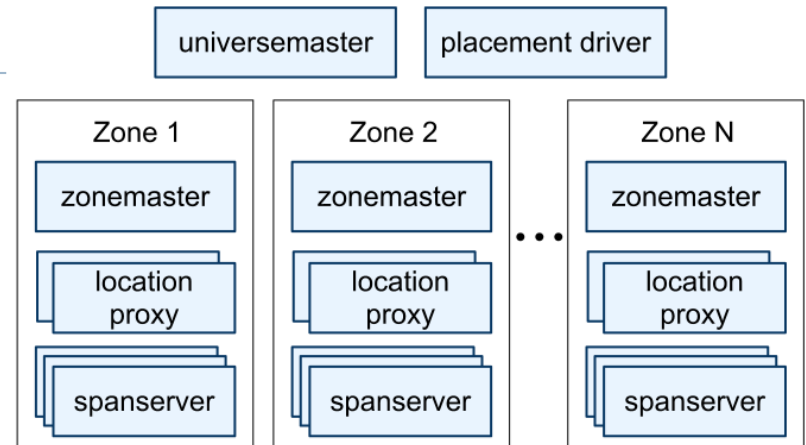 universemaster
placement driver
Zone 1
zonemaster
location
proxy
spanserver
Zone 2
zonemaster
location
proxy
spanserver
...
Zone N
zonemaster
location
proxy
spanserver